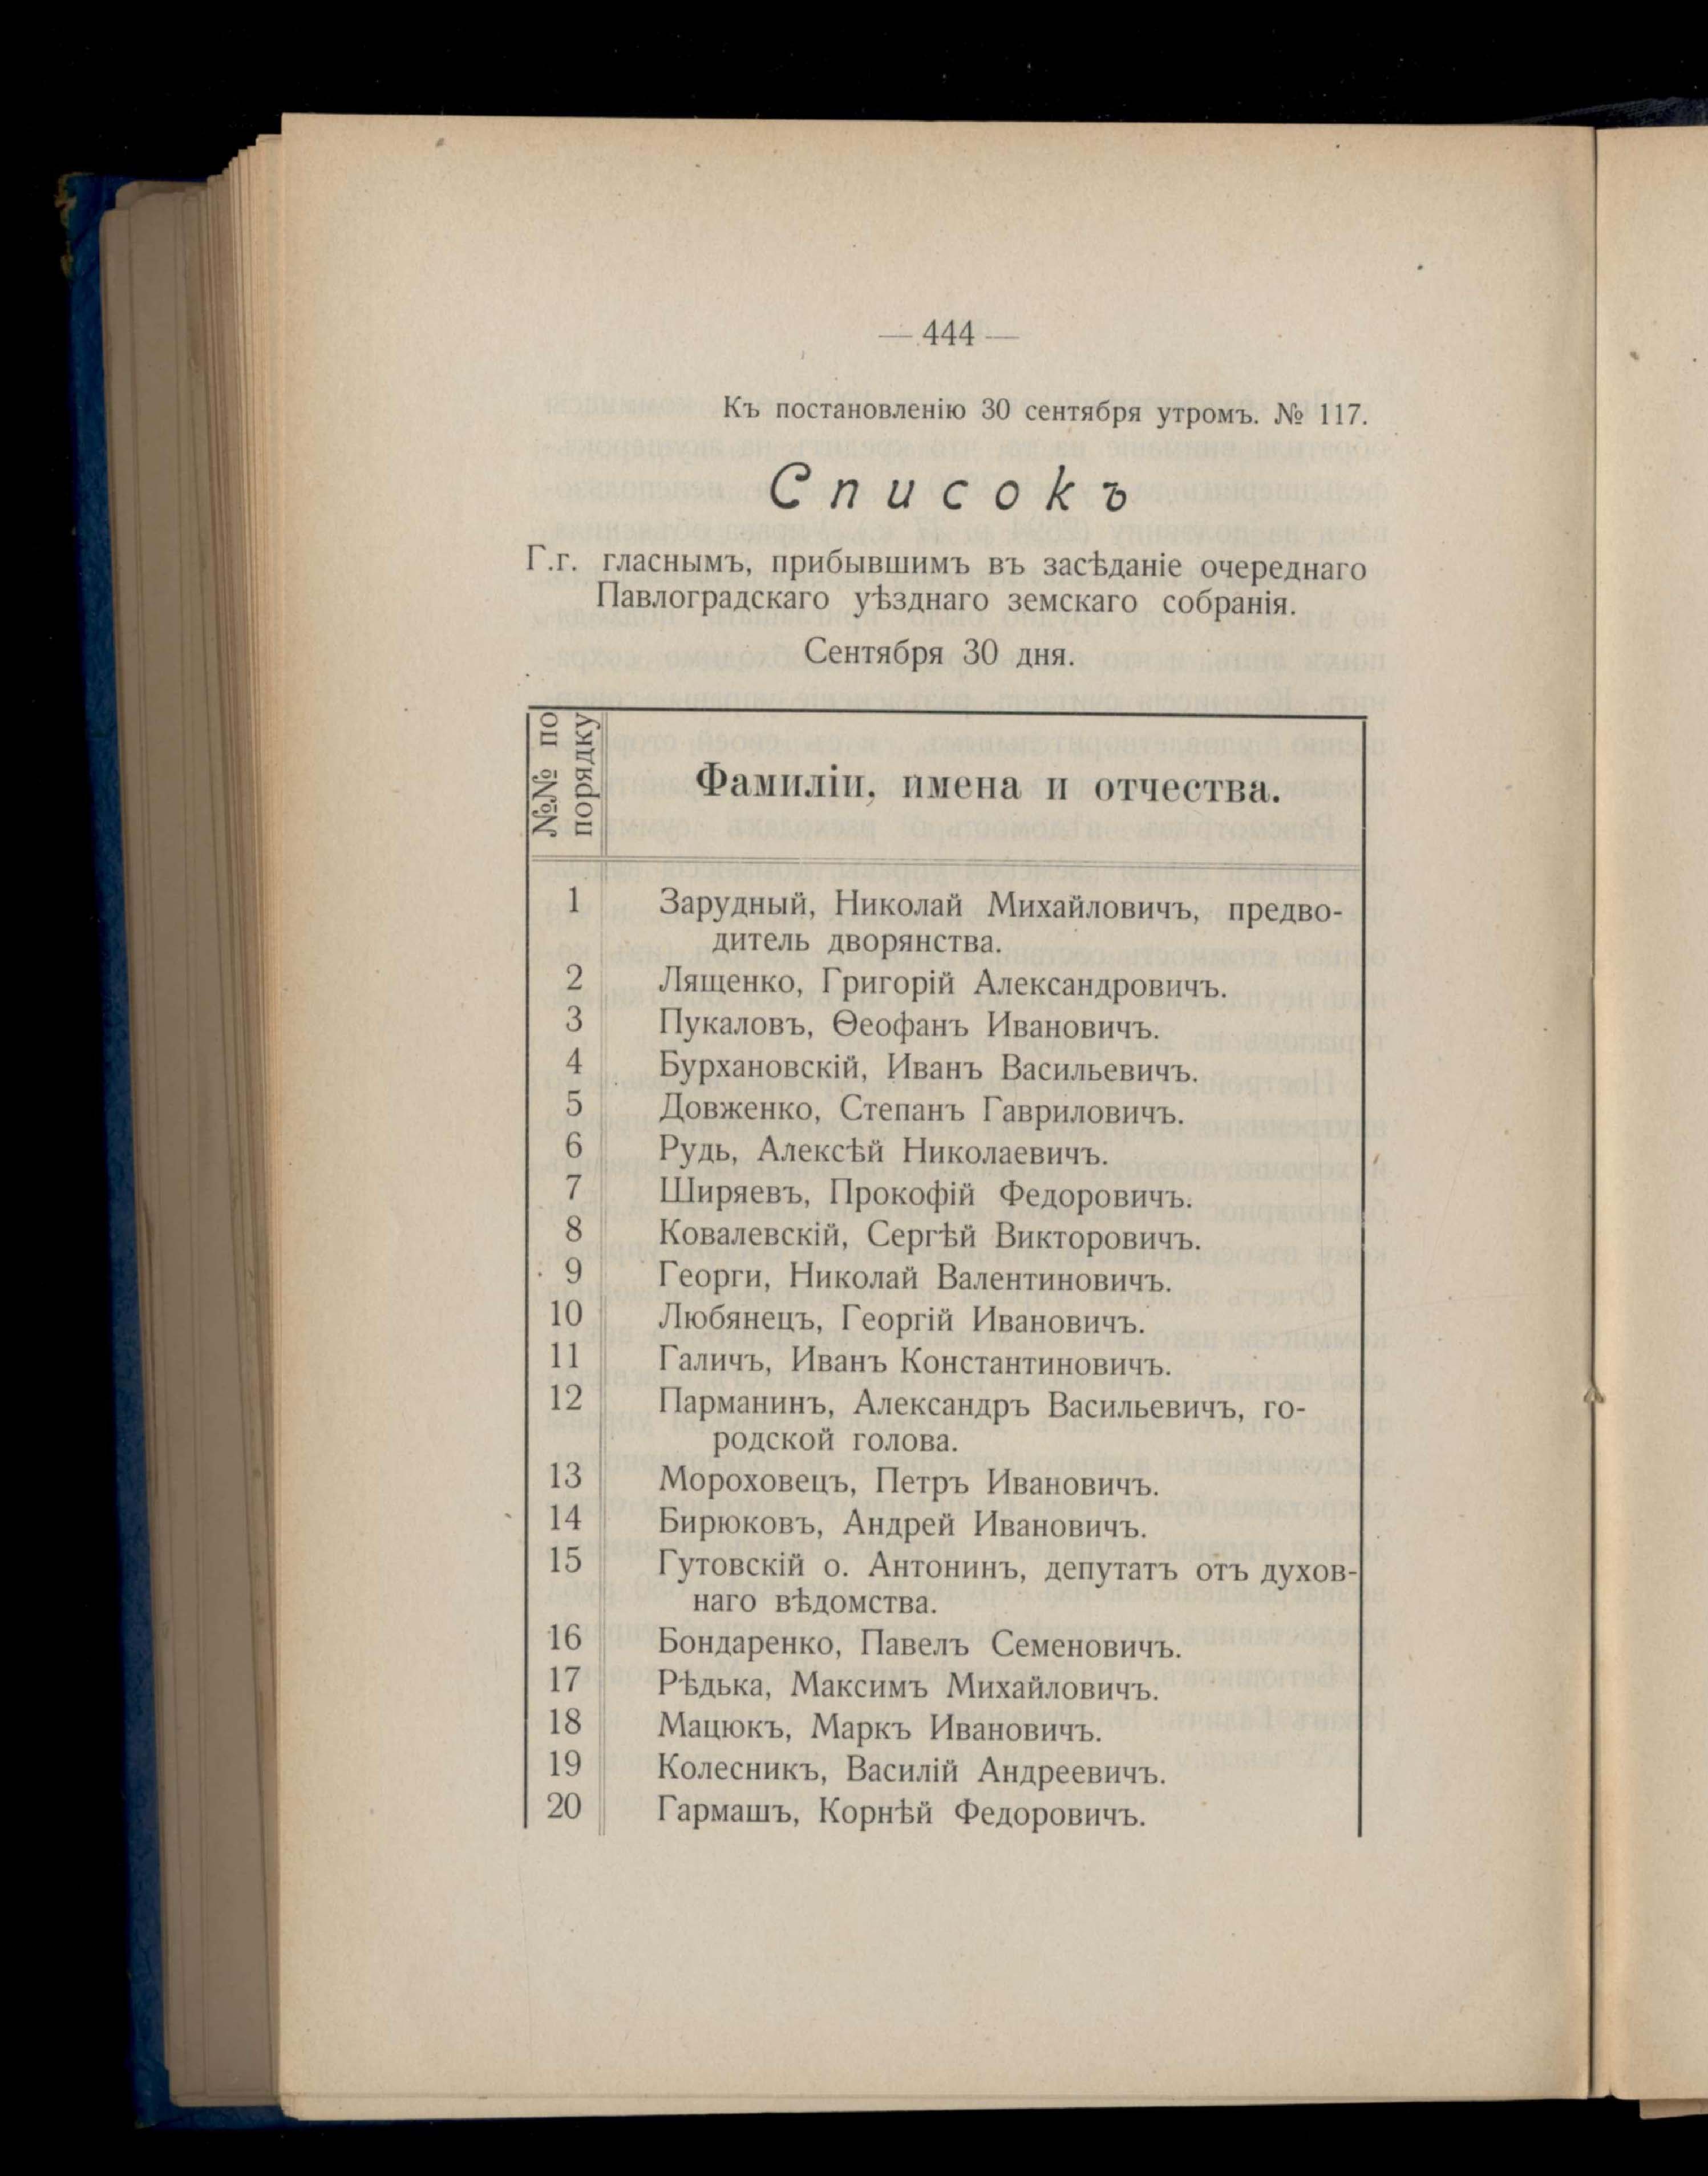 — 444 —
Къ постановленію 30 сентября утромъ. № 117.
Списокъ
Г.г. гласнымъ, прибывшимъ въ засѣданіе очереднаго
Павлоградскаго уѣзднаго земскаго собранія.
Сентября 30 дня.
№№ по
порядку
Фамиліи, имена и отчества.
1 Зарудный, Николай Михайловичъ, предво-
дитель дворянства.
2 Лященко, Григорій Александровичъ.
3 Пукаловъ, Ѳеофанъ Ивановичъ.
4 Бурхановскій, Иванъ Васильевичъ.
5 Довженко, Степанъ Гавриловичъ.
6 Рудь, Алексѣй Николаевичъ.
7 Ширяевъ, Прокофій Федоровичъ.
8 Ковалевскій, Сергѣй Викторовичъ.
9 Георги, Николай Валентиновичъ.
10 Любянецъ, Георгій Ивановичъ.
11 Галичъ, Иванъ Константиновичъ.
12 Парманинъ, Александръ Васильевичъ, го-
родской голова.
13 Мороховецъ, Петръ Ивановичъ.
14 Бирюковъ, Андрей Ивановичъ.
15 Гутовскій о. Антонинъ, депутатъ отъ духов-
наго вѣдомства.
16 Бондаренко, Павелъ Семеновичъ.
17 Рѣдька, Максимъ Михайловичъ.
18 Мацюкъ, Маркъ Ивановичъ.
19 Колесникъ, Василій Андреевичъ.
20 Гармашъ, Корнѣй Федоровичъ.